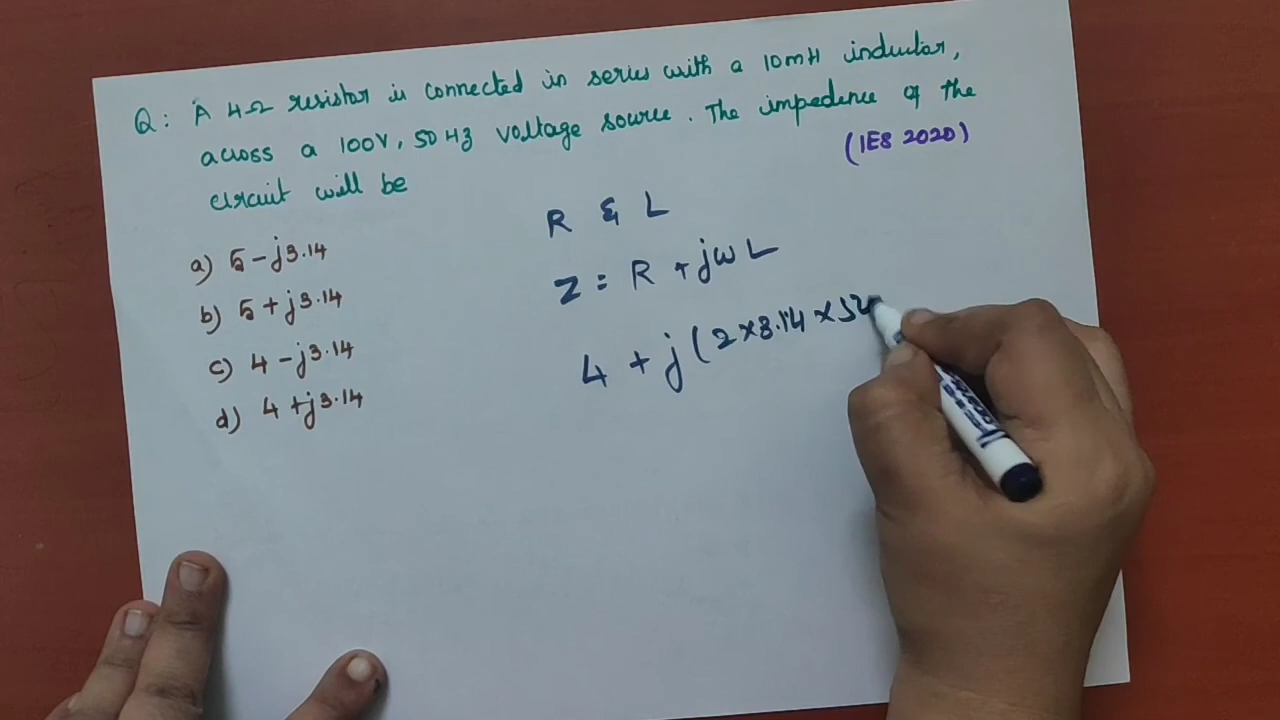 Q: A 4Ω resistor is connected in series with a 10mH inductor,
across a 100V, 50Hz voltage source. The impedence of the
circuit will be
(IES 2020)
a) 5-j3.14
b) 5+j3.14
c) 4-j3.14
d) 4+j3.14
R & L
Z = R + jωL
4 + j(2×3.14×50